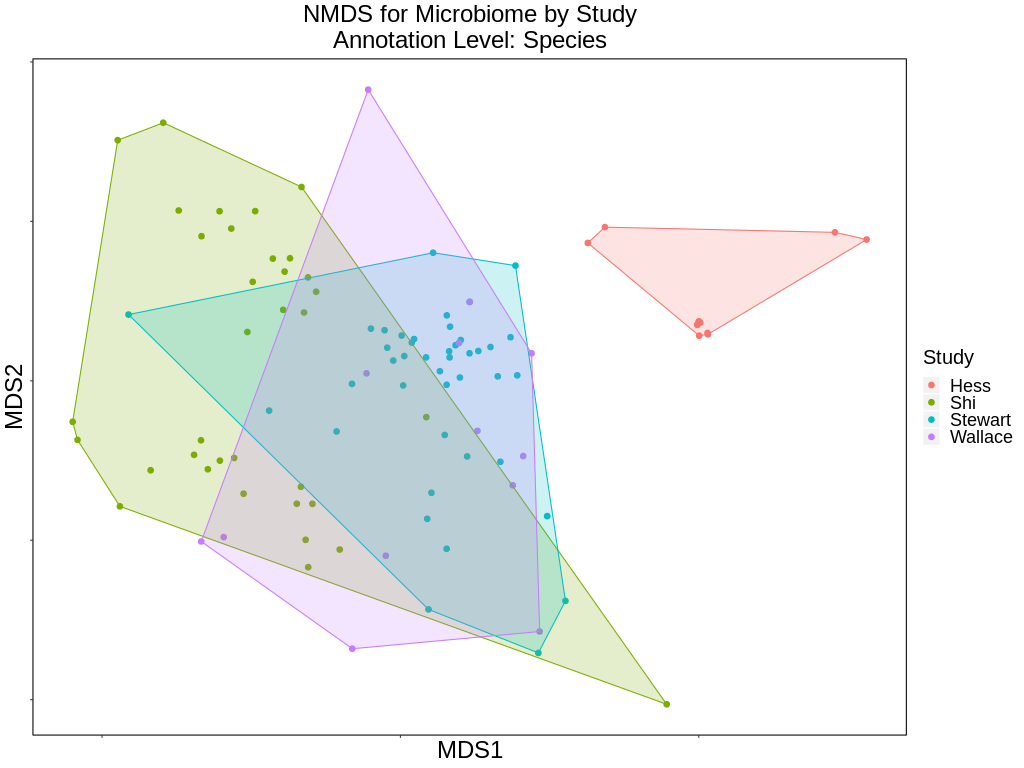 NMDS for Microbiome by Study
Annotation Level: Species
MDS2
MDS1
Study
Hess
Shi
Stewart
Wallace